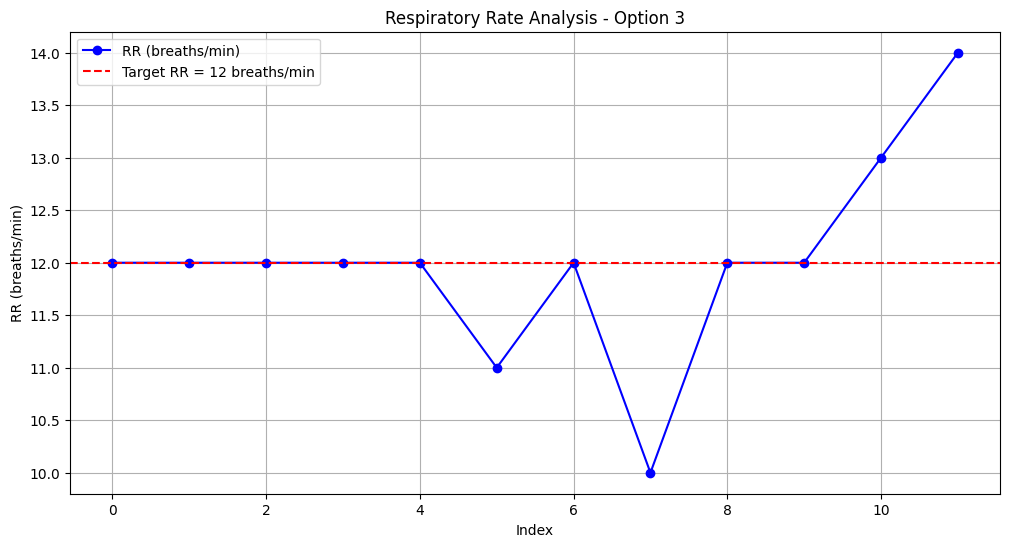 Respiratory Rate Analysis - Option 3
RR (breaths/min)
Target RR = 12 breaths/min
RR (breaths/min)
14.0
13.5
13.0
12.5
12.0
11.5
11.0
10.5
10.0
0 2 4 6 8 10
Index